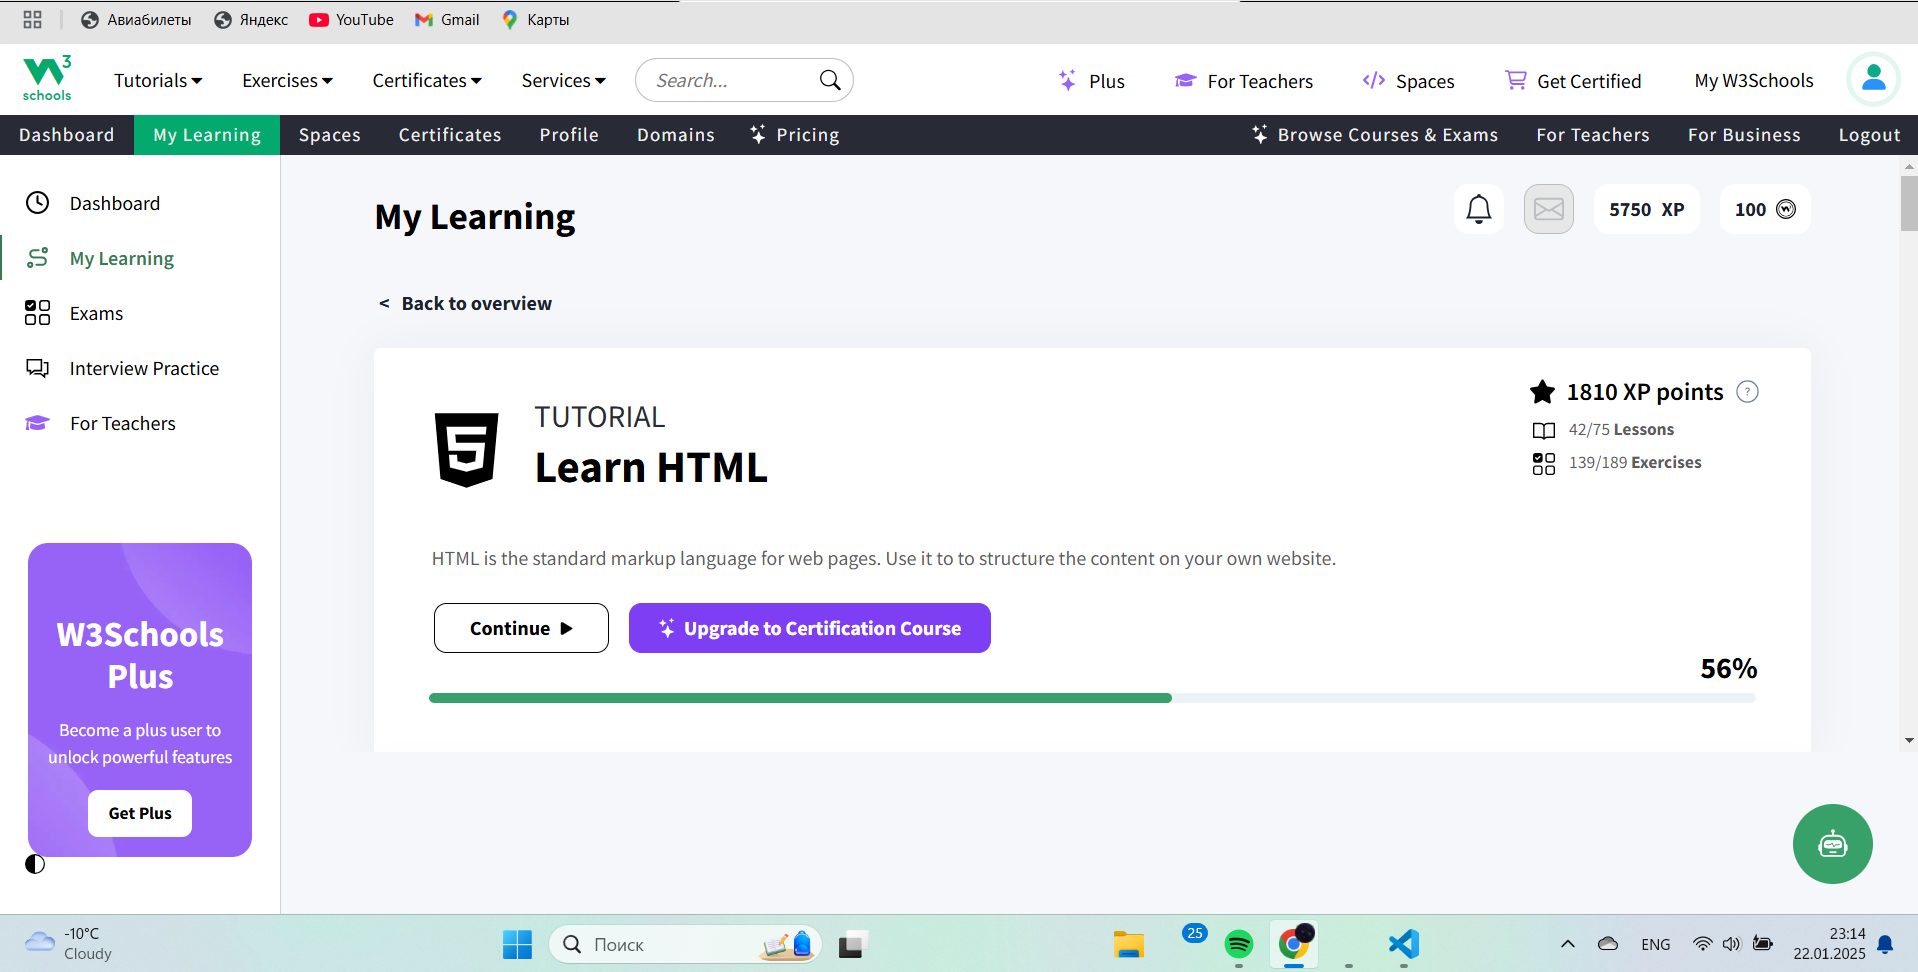 Авиабилеты Яндекс YouTube Gmail Карты
W3 schools Tutorials Exercises Certificates Services Search... Plus For Teachers Spaces Get Certified My W3Schools
Dashboard My Learning Spaces Certificates Profile Domains Pricing Browse Courses & Exams For Teachers For Business Logout
Dashboard
My Learning
Exams
Interview Practice
For Teachers
W3Schools
Plus
Become a plus user to
unlock powerful features
Get Plus
My Learning
5750 XP 100
< Back to overview
TUTORIAL
Learn HTML
1810 XP points ?
42/75 Lessons
139/189 Exercises
HTML is the standard markup language for web pages. Use it to to structure the content on your own website.
Continue Upgrade to Certification Course
56%
-10°C
Cloudy
Поиск
25
ENG
23:14
22.01.2025